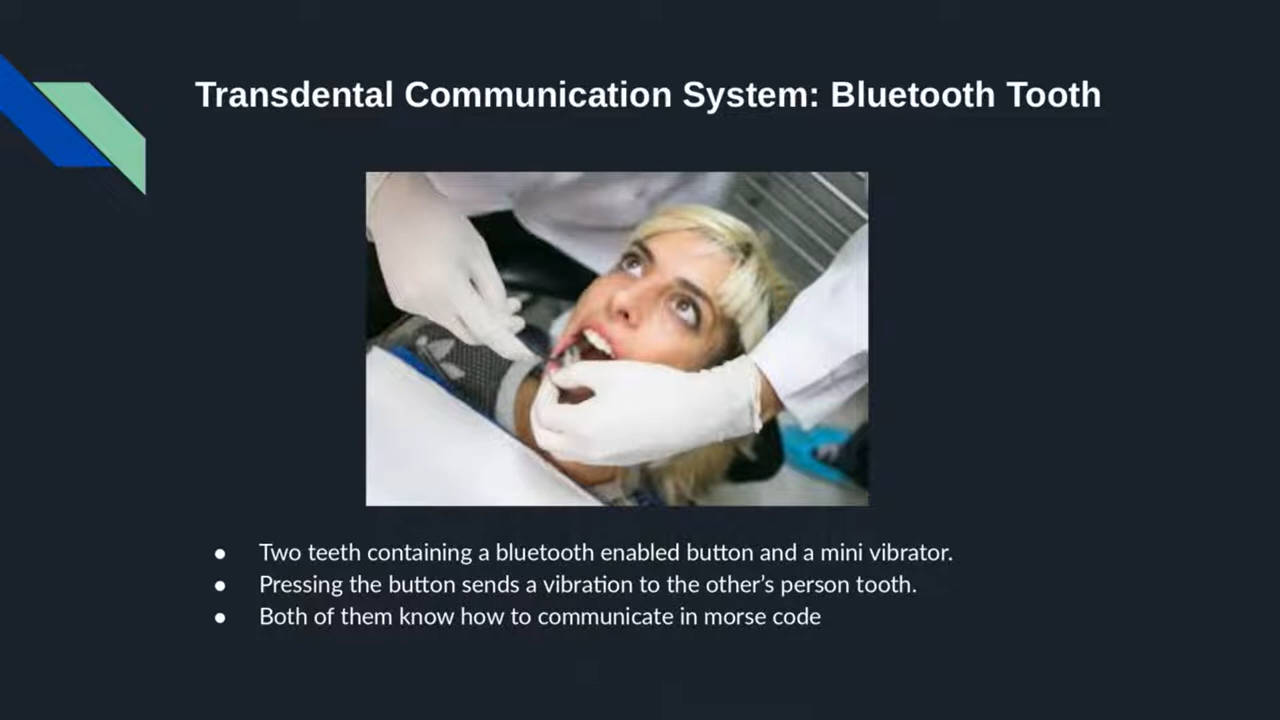 Transdental Communication System: Bluetooth Tooth
● Two teeth containing a bluetooth enabled button and a mini vibrator.
● Pressing the button sends a vibration to the other’s person tooth.
● Both of them know how to communicate in morse code